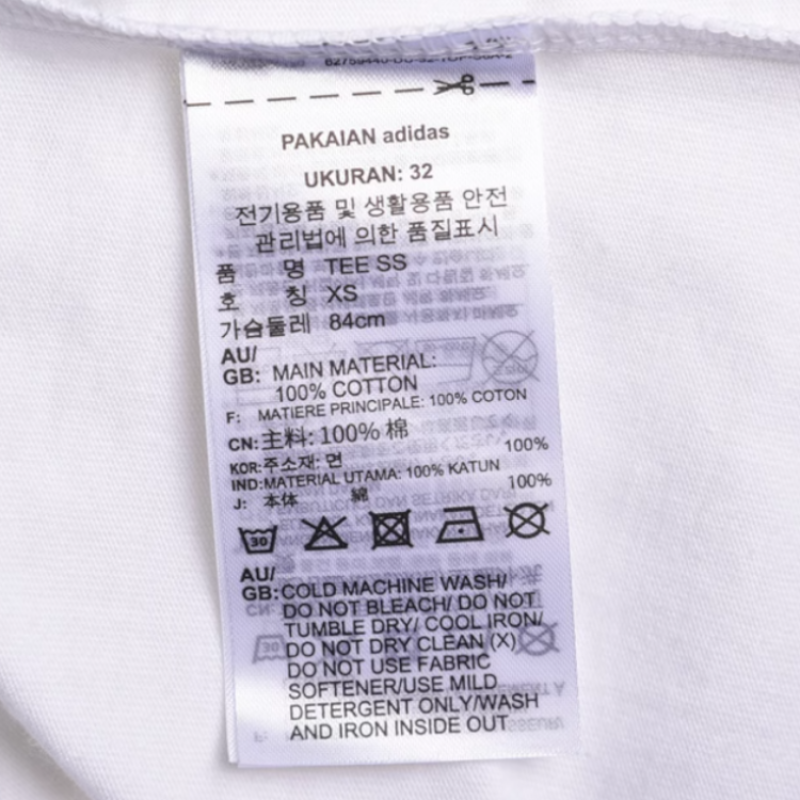 PAKAIAN adidas
UKURAN: 32
전기용품 및 생활용품 안전
관리법에 의한 품질표시
품 명 TEE SS
호 칭 XS
가슴둘레 84cm
AU/
GB: MAIN MATERIAL:
100% COTTON
F: MATIERE PRINCIPALE: 100% COTON
CN: 主料: 100% 棉
KOR: 주소재: 면 100%
IND: MATERIAL UTAMA: 100% KATUN
J: 本体 綿 100%
30
AU/
GB: COLD MACHINE WASH/
DO NOT BLEACH/ DO NOT
TUMBLE DRY/ COOL IRON/
DO NOT DRY CLEAN (X)
DO NOT USE FABRIC
SOFTENER/USE MILD
DETERGENT ONLY/WASH
AND IRON INSIDE OUT